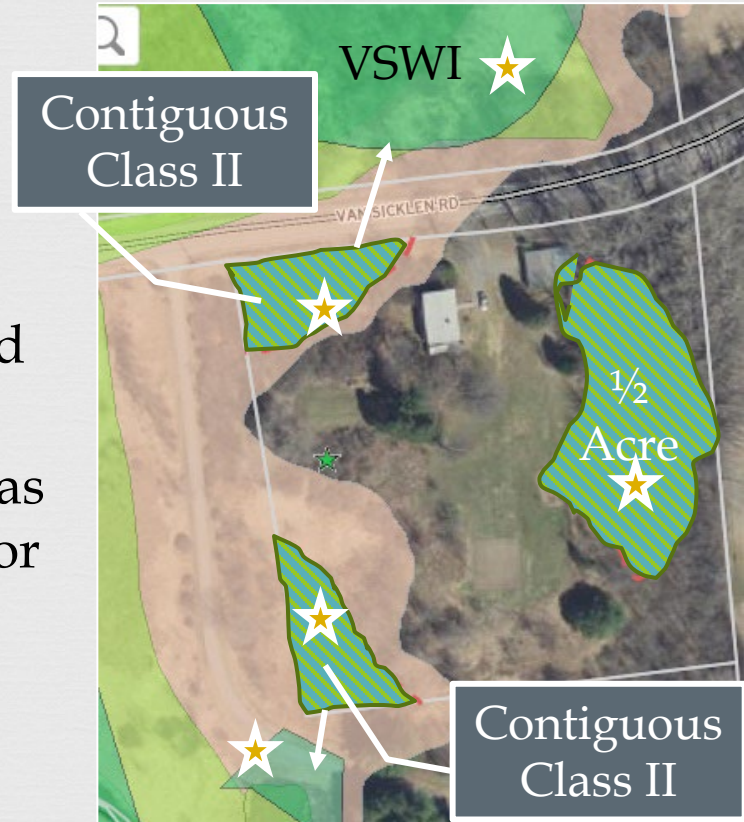 VSWI
Contiguous
Class II
VAN SICKLEN RD
d
½
Acre
as
or
Contiguous
Class II